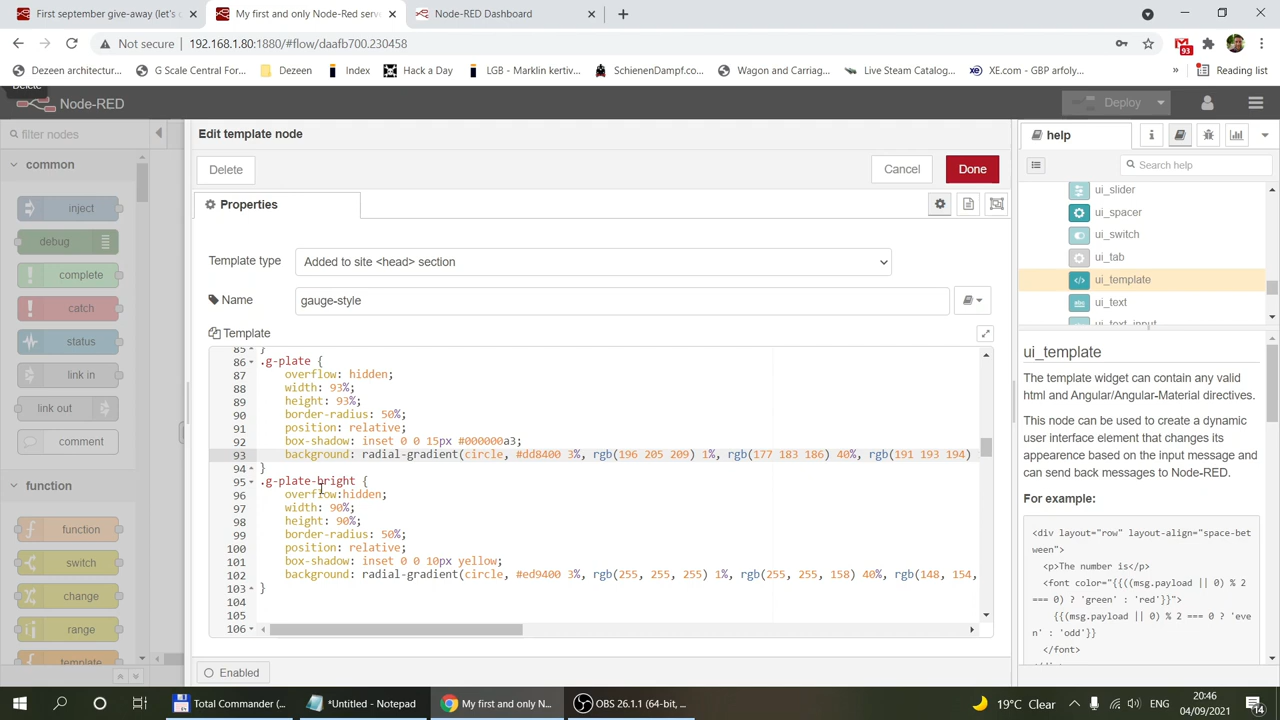 First september give-away (let's c
My first and only Node-Red serve
Node-RED Dashboard
Not secure
192.168.1.80:1880/#flow/daafb700.230458
93
Dezeen architectur...
G Scale Central For...
Dezeen
Index
Hack a Day
LGB - Marklin kertiv...
SchienenDampf.co...
Wagon and Carriag...
Live Steam Catalog...
XE.com - GBP arfoly...
»
Reading list
Delete
Node-RED
Deploy
filter nodes
Edit template node
help
Delete
Cancel
Done
Search help
common
Properties
inject
debug
complete
catch
status
link in
link out
comment
function
function
switch
change
range
template
Template type
Added to site <head> section
Name
gauge-style
Template
85 }
86 .g-plate {
87 overflow: hidden;
88 width: 93%;
89 height: 93%;
90 border-radius: 50%;
91 position: relative;
92 box-shadow: inset 0 0 15px #000000a3;
93 background: radial-gradient(circle, #dd8400 3%, rgb(196 205 209) 1%, rgb(177 183 186) 40%, rgb(191 193 194)
94 }
95 .g-plate-bright {
96 overflow:hidden;
97 width: 90%;
98 height: 90%;
99 border-radius: 50%;
100 position: relative;
101 box-shadow: inset 0 0 10px yellow;
102 background: radial-gradient(circle, #ed9400 3%, rgb(255, 255, 255) 1%, rgb(255, 255, 158) 40%, rgb(148, 154,
103 }
104
105
106
Enabled
ui_slider
ui_spacer
ui_switch
ui_tab
ui_template
ui_text
ui_text_input
ui_template
The template widget can contain any valid
html and Angular/Angular-Material directives.
This node can be used to create a dynamic
user interface element that changes its
appearance based on the input message and
can send back messages to Node-RED.
For example:
<div layout="row" layout-align="space-bet
ween">
<p>The number is</p>
<font color="{{((msg.payload || 0) % 2
=== 0) ? 'green' : 'red'}}">
{{(msg.payload || 0) % 2 === 0 ? 'eve
n' : 'odd'}}
</font>
Total Commander (...
*Untitled - Notepad
My first and only No...
OBS 26.1.1 (64-bit, ...
19°C Clear
20:46
04/09/2021
14